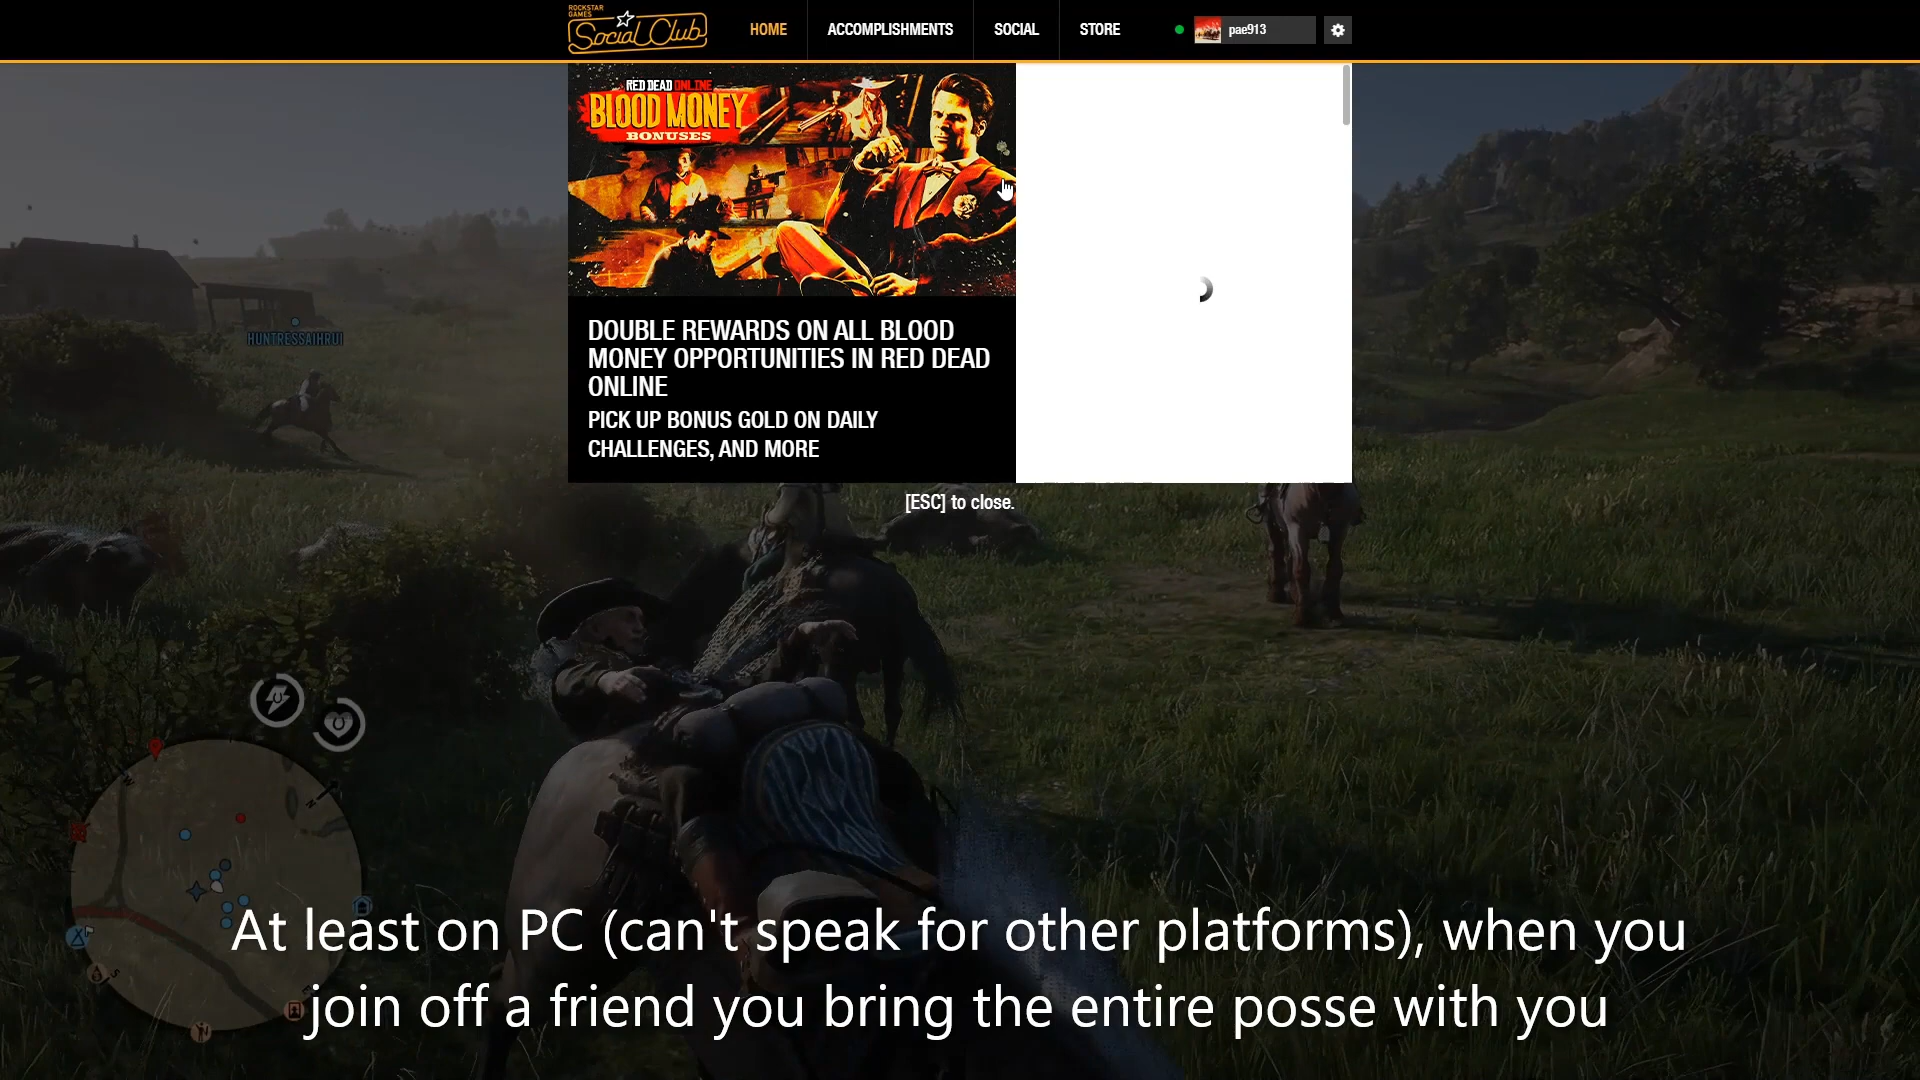 ROCKSTAR
GAMES
Social Club
HOME
ACCOMPLISHMENTS
SOCIAL
STORE
pae913
RED DEAD ONLINE
BLOOD MONEY
BONUSES
DOUBLE REWARDS ON ALL BLOOD
MONEY OPPORTUNITIES IN RED DEAD
ONLINE
PICK UP BONUS GOLD ON DAILY
CHALLENGES, AND MORE
[ESC] to close.
HUNTRESSAIHRUI
N
S
At least on PC (can't speak for other platforms), when you
join off a friend you bring the entire posse with you